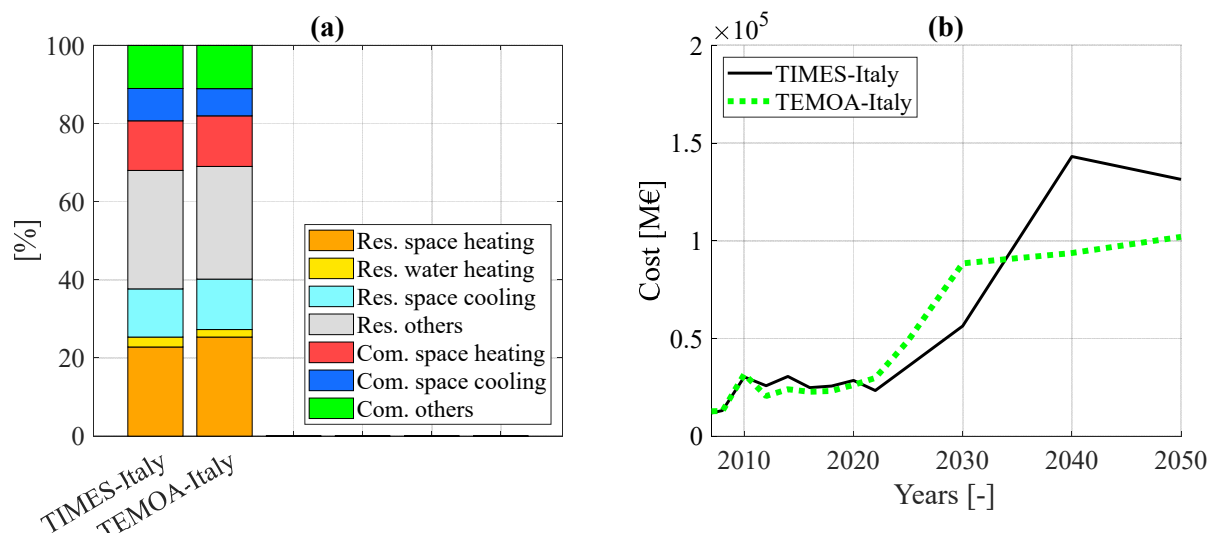 (a)
[%]
100
80
60
40
20
0
TIMES-Italy
TEMOA-Italy
Res. space heating
Res. water heating
Res. space cooling
Res. others
Com. space heating
Com. space cooling
Com. others
(b)
×10⁵
Cost [M€]
2
1.5
1
0.5
0
TIMES-Italy
TEMOA-Italy
2010 2020 2030 2040 2050
Years [-]